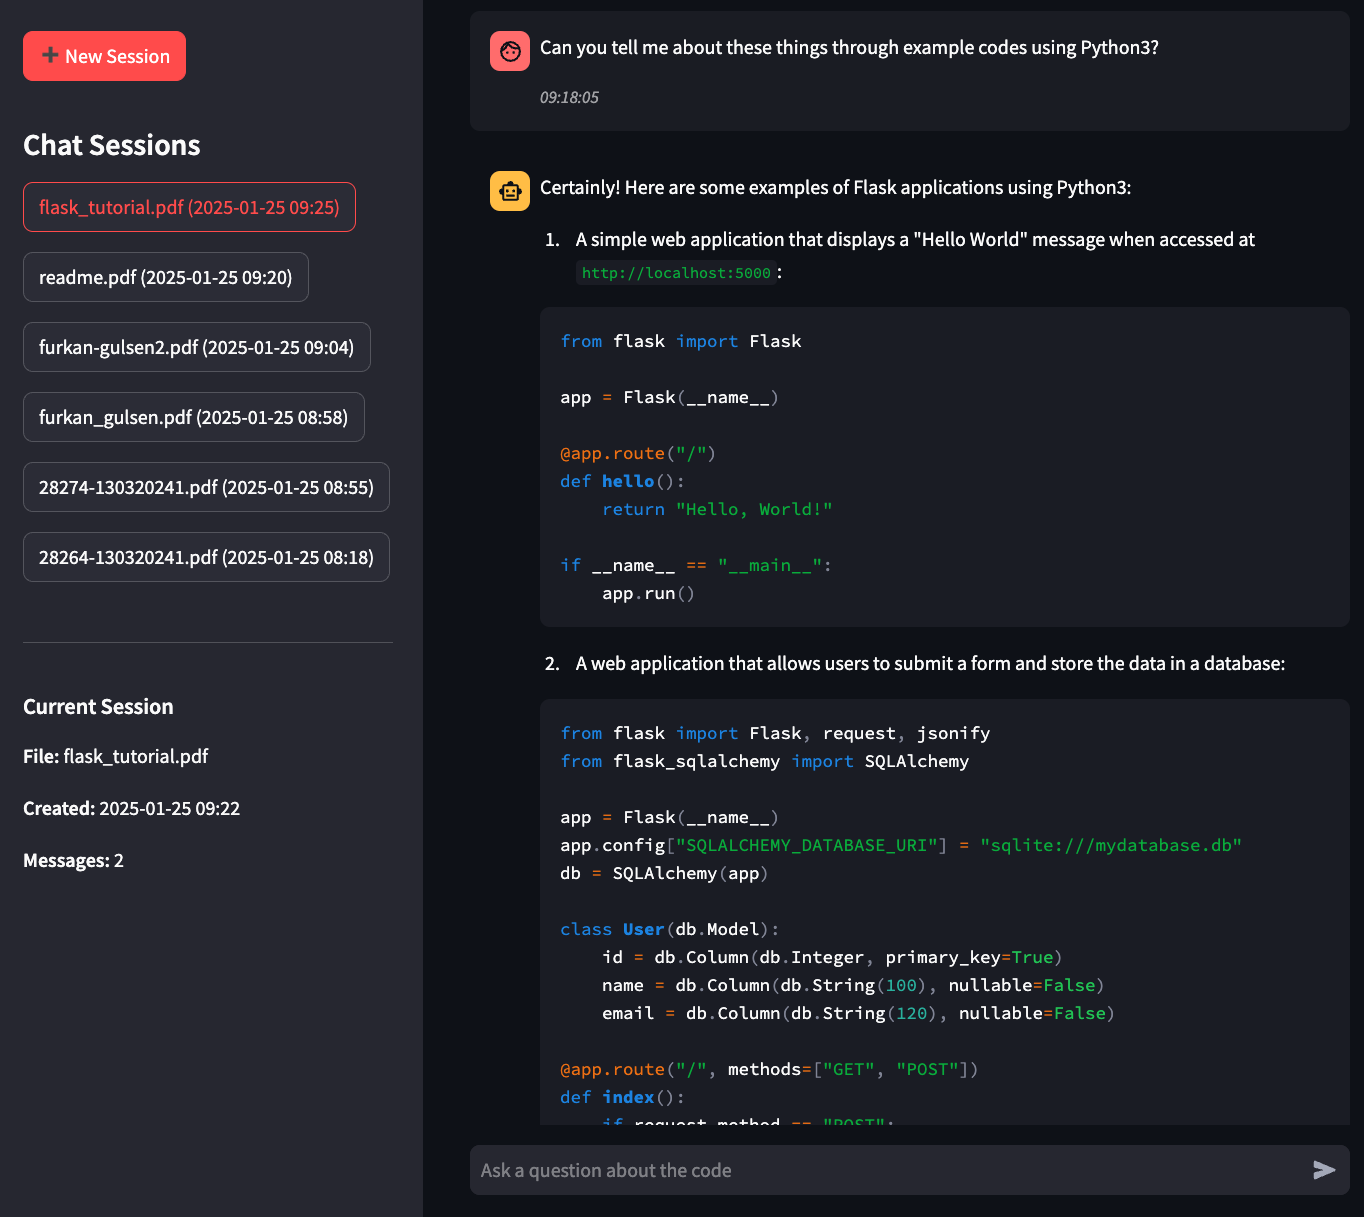 ➕ New Session
Chat Sessions
flask_tutorial.pdf (2025-01-25 09:25)
readme.pdf (2025-01-25 09:20)
furkan-gulsen2.pdf (2025-01-25 09:04)
furkan_gulsen.pdf (2025-01-25 08:58)
28274-130320241.pdf (2025-01-25 08:55)
28264-130320241.pdf (2025-01-25 08:18)
Current Session
File: flask_tutorial.pdf
Created: 2025-01-25 09:22
Messages: 2
Can you tell me about these things through example codes using Python3?
09:18:05
Certainly! Here are some examples of Flask applications using Python3:
1. A simple web application that displays a "Hello World" message when accessed at
http://localhost:5000 :
from flask import Flask
app = Flask(__name__)
@app.route("/")
def hello():
    return "Hello, World!"
if __name__ == "__main__":
    app.run()
2. A web application that allows users to submit a form and store the data in a database:
from flask import Flask, request, jsonify
from flask_sqlalchemy import SQLAlchemy
app = Flask(__name__)
app.config["SQLALCHEMY_DATABASE_URI"] = "sqlite:///mydatabase.db"
db = SQLAlchemy(app)
class User(db.Model):
    id = db.Column(db.Integer, primary_key=True)
    name = db.Column(db.String(100), nullable=False)
    email = db.Column(db.String(120), nullable=False)
@app.route("/", methods=["GET", "POST"])
def index():
    if request.method == "POST":
Ask a question about the code